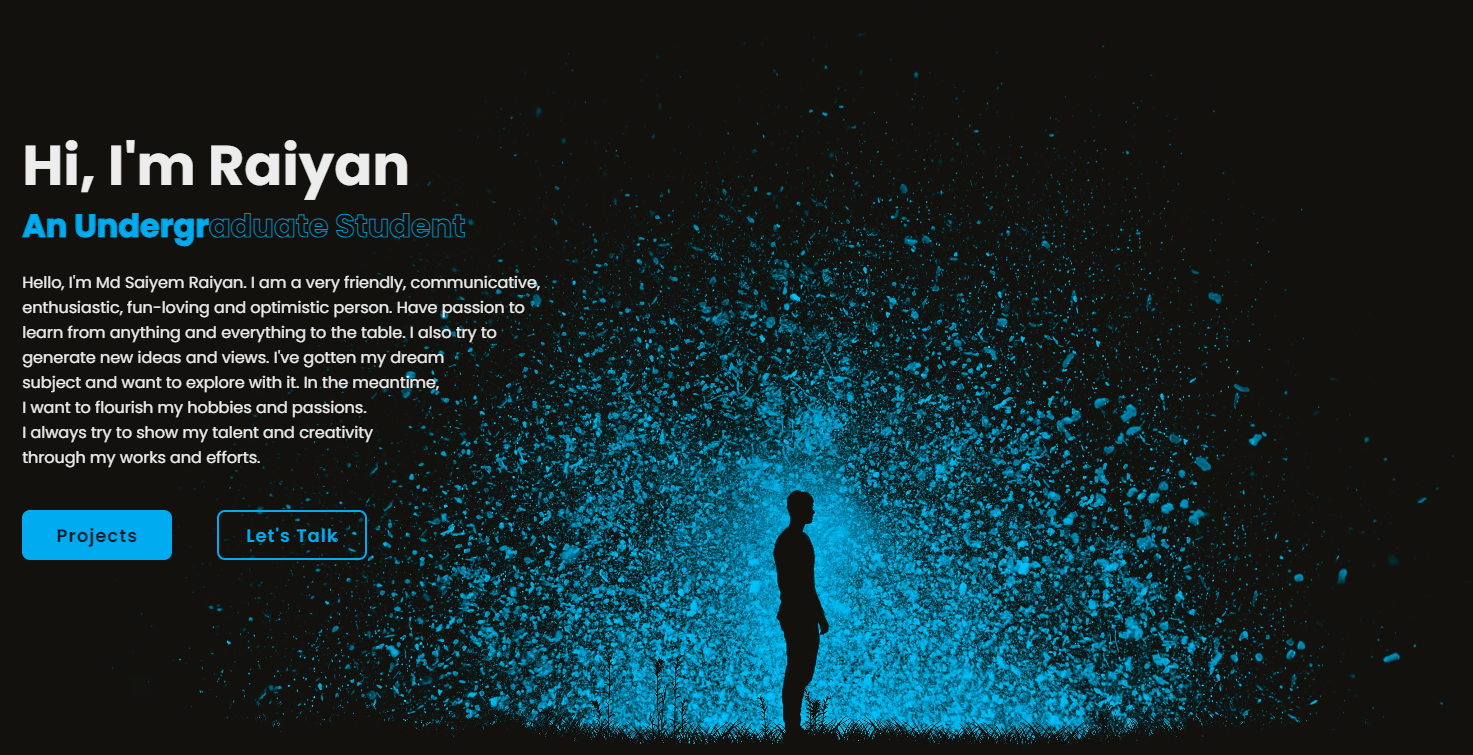 Hi, I'm Raiyan
An Undergraduate Student
Hello, I'm Md Saiyem Raiyan. I am a very friendly, communicative,
enthusiastic, fun-loving and optimistic person. Have passion to
learn from anything and everything to the table. I also try to
generate new ideas and views. I've gotten my dream
subject and want to explore with it. In the meantime,
I want to flourish my hobbies and passions.
I always try to show my talent and creativity
through my works and efforts.
Projects
Let's Talk